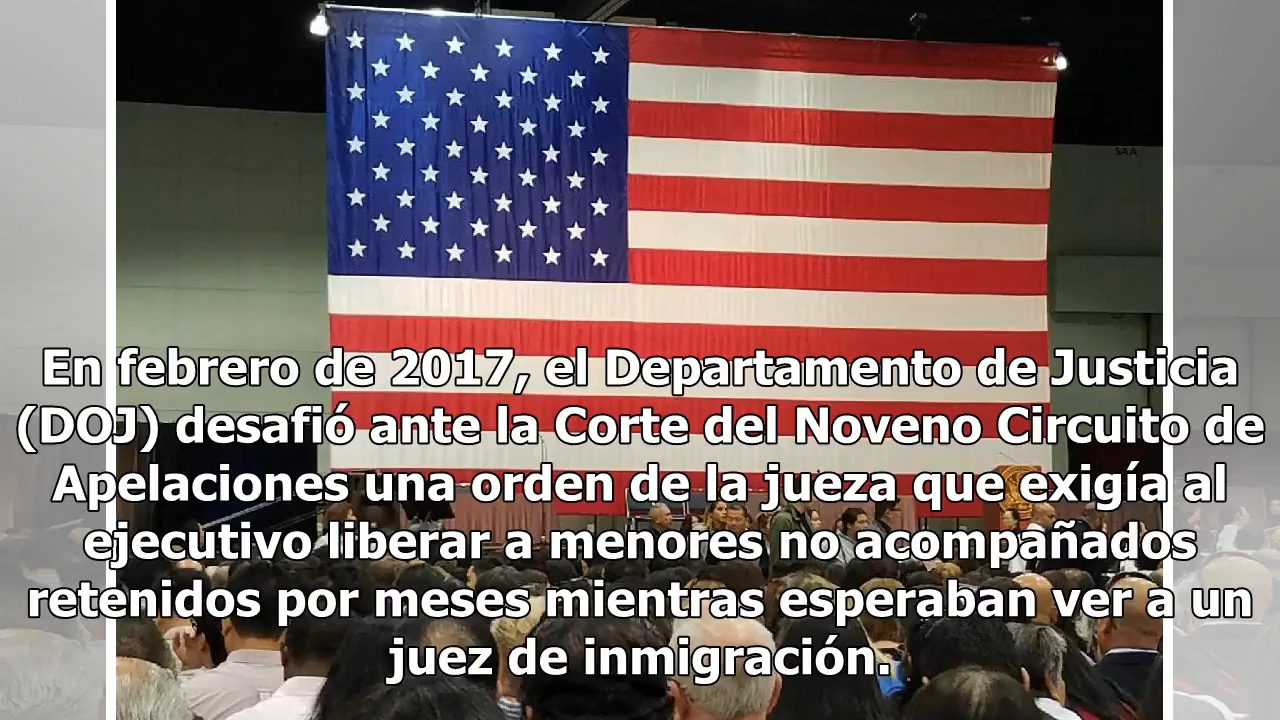 SAA
En febrero de 2017, el Departamento de Justicia
(DOJ) desafió ante la Corte del Noveno Circuito de
Apelaciones una orden de la jueza que exigía al
ejecutivo liberar a menores no acompañados
retenidos por meses mientras esperaban ver a un
juez de inmigración.